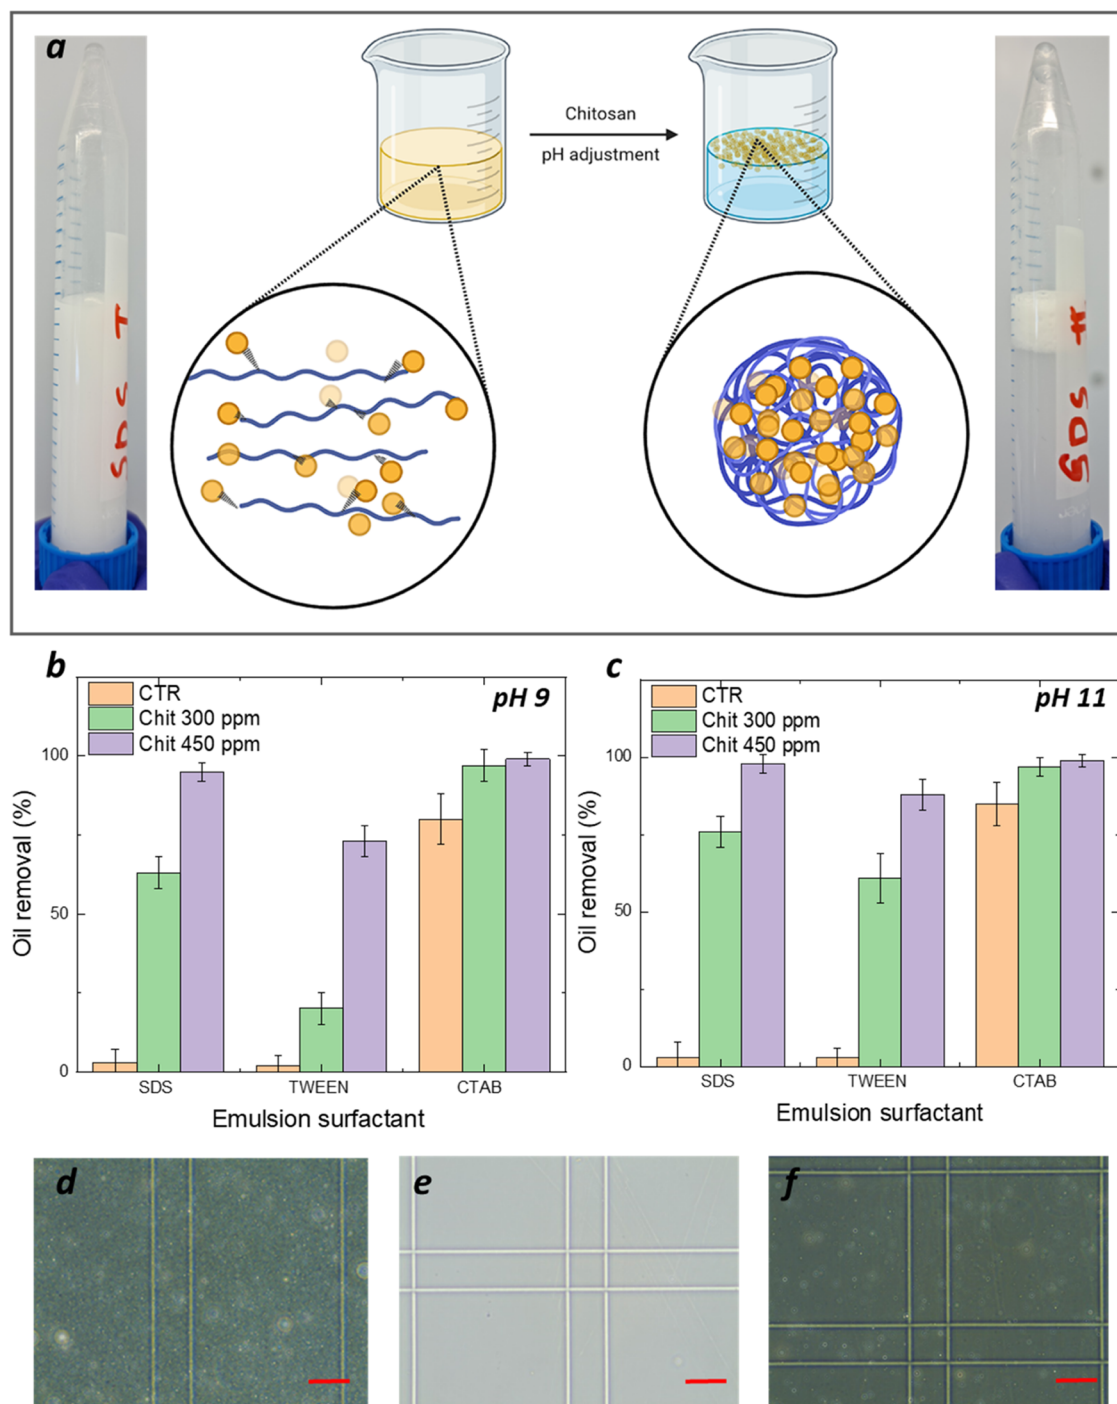 a
Chitosan
pH adjustment
SDS T
SDS
b
CTR
Chit 300 ppm
Chit 450 ppm
pH 9
100
50
0
Oil removal (%)
SDS
TWEEN
CTAB
Emulsion surfactant
c
CTR
Chit 300 ppm
Chit 450 ppm
pH 11
100
50
0
Oil removal (%)
SDS
TWEEN
CTAB
Emulsion surfactant
d
e
f